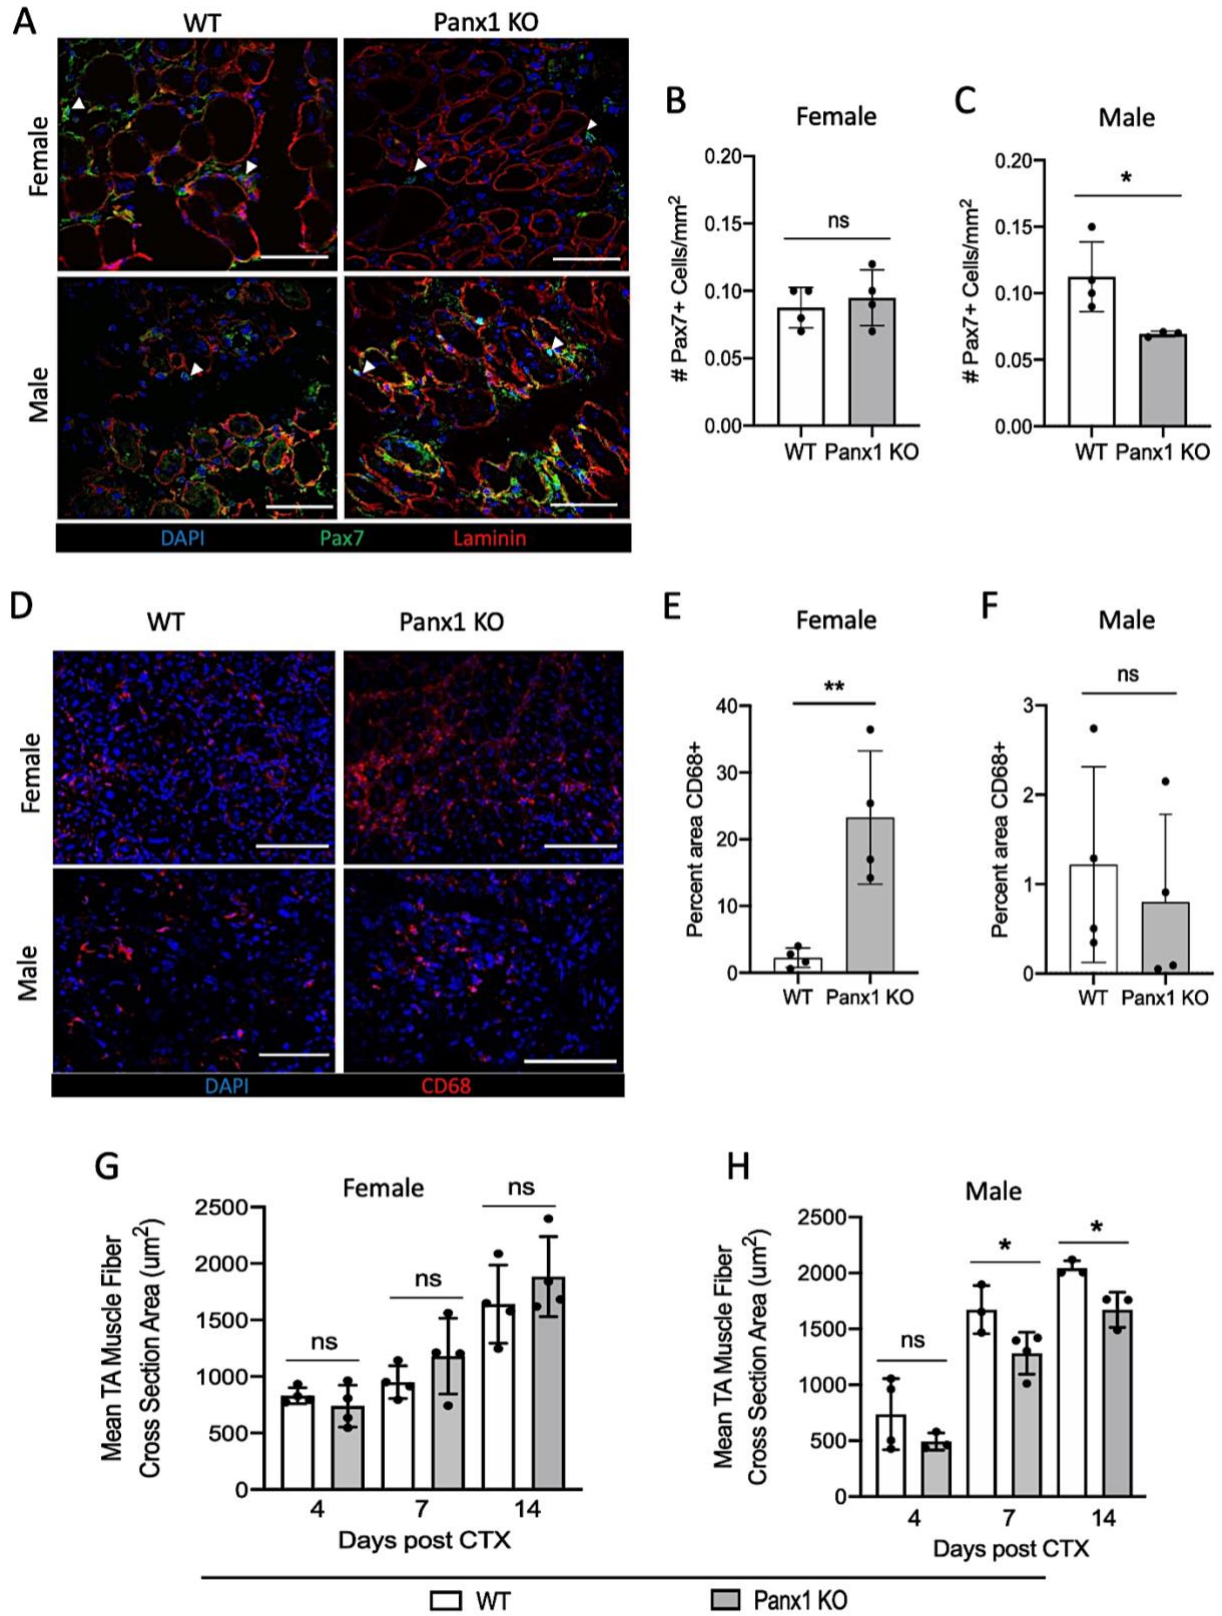 A
WT Panx1 KO
Female
Male
DAPI Pax7 Laminin
B
Female
# Pax7+ Cells/mm2
0.20
0.15
0.10
0.05
0.00
ns
WT Panx1 KO
C
Male
# Pax7+ Cells/mm2
0.20
0.15
0.10
0.05
0.00
*
WT Panx1 KO
D
WT Panx1 KO
Female
Male
DAPI CD68
E
Female
Percent area CD68+
40
30
20
10
0
**
WT Panx1 KO
F
Male
Percent area CD68+
3
2
1
0
ns
WT Panx1 KO
G
Female
Mean TA Muscle Fiber
Cross Section Area (um2)
2500
2000
1500
1000
500
0
ns
ns
ns
4 7 14
Days post CTX
H
Male
Mean TA Muscle Fiber
Cross Section Area (um2)
2500
2000
1500
1000
500
0
ns
*
*
4 7 14
Days post CTX
WT Panx1 KO